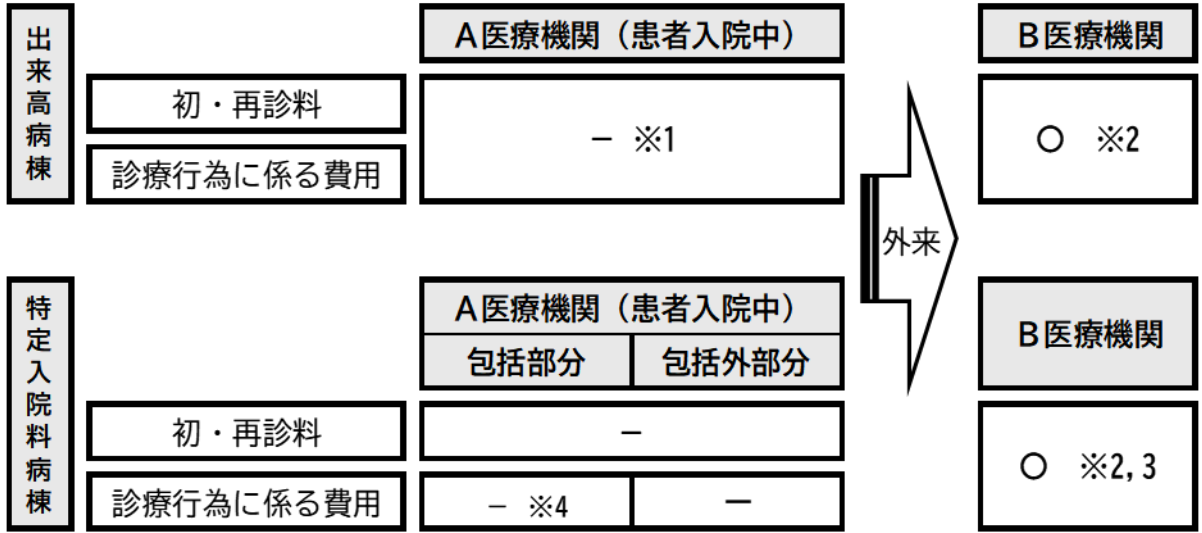 出来高病棟
A医療機関（患者入院中）
B医療機関
初・再診料
診療行為に係る費用
－ ※1
○ ※2
外来
特定入院料病棟
A医療機関（患者入院中）
包括部分
包括外部分
B医療機関
初・再診料
－
診療行為に係る費用
－ ※4
－
○ ※2,3